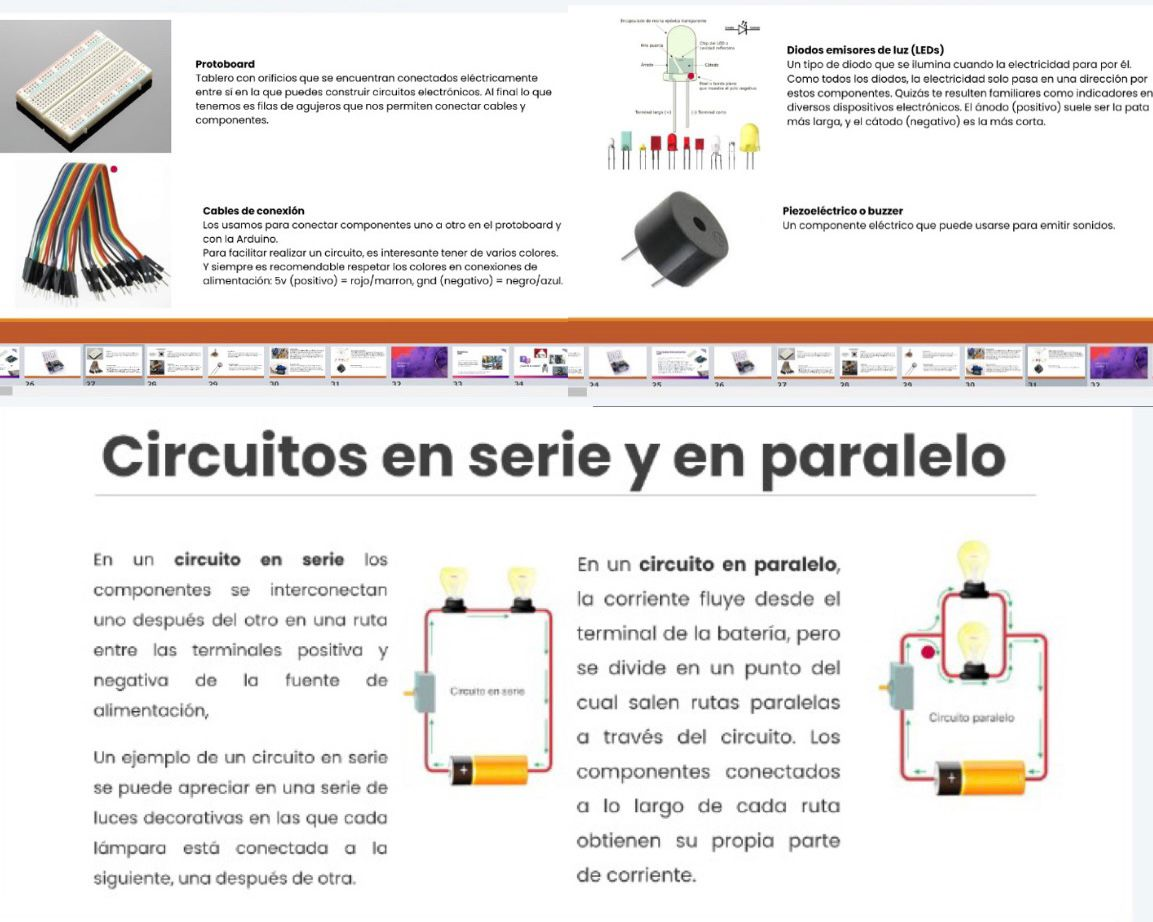 Protoboard
Tablero con orificios que se encuentran conectados eléctricamente
entre sí en la que puedes construir circuitos electrónicos. Al final lo que
tenemos es filas de agujeros que nos permiten conectar cables y
componentes.
Cables de conexión
Los usamos para conectar componentes uno a otro en el protoboard y
con la Arduino.
Para facilitar realizar un circuito, es interesante tener de varios colores.
Y siempre es recomendable respetar los colores en conexiones de
alimentación: 5v (positivo) = rojo/marron, gnd (negativo) = negro/azul.
26 27 28 29 30 31 32 33 34
Encapsulado de resina epóxica transparente
Chip del LED o
cavidad reflectora
Ánodo
Cátodo
Terminal larga (+)
(-) Terminal corta
Diodos emisores de luz (LEDs)
Un tipo de diodo que se ilumina cuando la electricidad para por él.
Como todos los diodos, la electricidad solo pasa en una dirección por
estos componentes. Quizás te resulten familiares como indicadores en
diversos dispositivos electrónicos. El ánodo (positivo) suele ser la pata
más larga, y el cátodo (negativo) es la más corta.
Piezoeléctrico o buzzer
Un componente eléctrico que puede usarse para emitir sonidos.
24 25 26 27 28 29 30 31 32
Circuitos en serie y en paralelo
En un circuito en serie los
componentes se interconectan
uno después del otro en una ruta
entre las terminales positiva y
negativa de la fuente de
alimentación,
Un ejemplo de un circuito en serie
se puede apreciar en una serie de
luces decorativas en las que cada
lámpara está conectada a la
siguiente, una después de otra.
Circuito en serie
+
En un circuito en paralelo,
la corriente fluye desde el
terminal de la batería, pero
se divide en un punto del
cual salen rutas paralelas
a través del circuito. Los
componentes conectados
a lo largo de cada ruta
obtienen su propia parte
de corriente.
Circuito paralelo
+